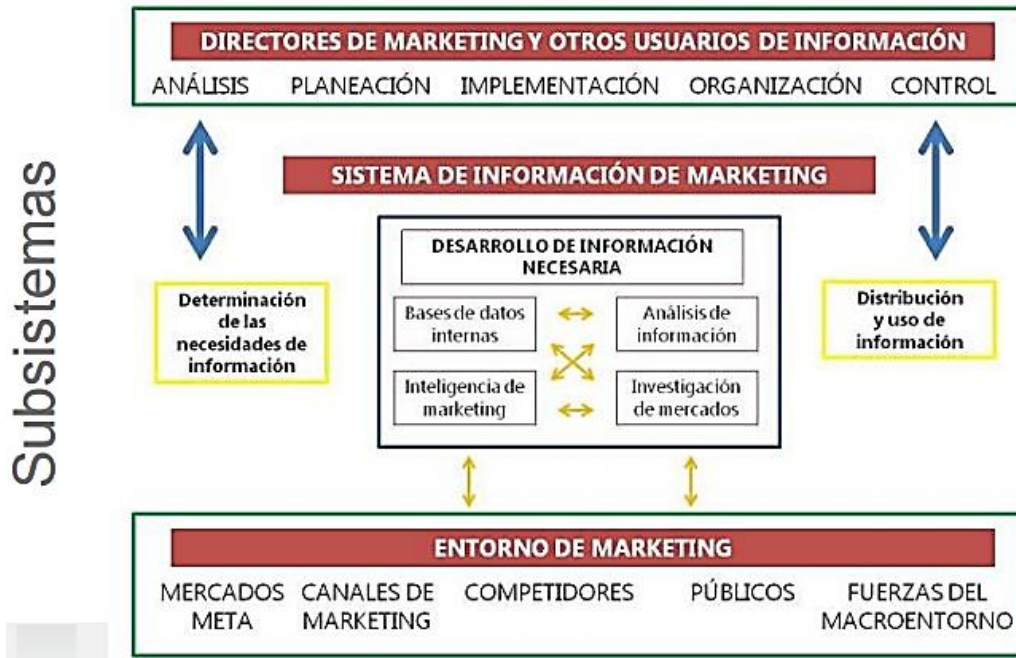 Subsistemas
DIRECTORES DE MARKETING Y OTROS USUARIOS DE INFORMACIÓN
ANÁLISIS PLANEACIÓN IMPLEMENTACIÓN ORGANIZACIÓN CONTROL
SISTEMA DE INFORMACIÓN DE MARKETING
Determinación
de las
necesidades de
información
DESARROLLO DE INFORMACIÓN
NECESARIA
Bases de datos
internas
Análisis de
información
Inteligencia de
marketing
Investigación
de mercados
Distribución
y uso de
información
ENTORNO DE MARKETING
MERCADOS
META
CANALES DE
MARKETING
COMPETIDORES
PÚBLICOS
FUERZAS DEL
MACROENTORNO